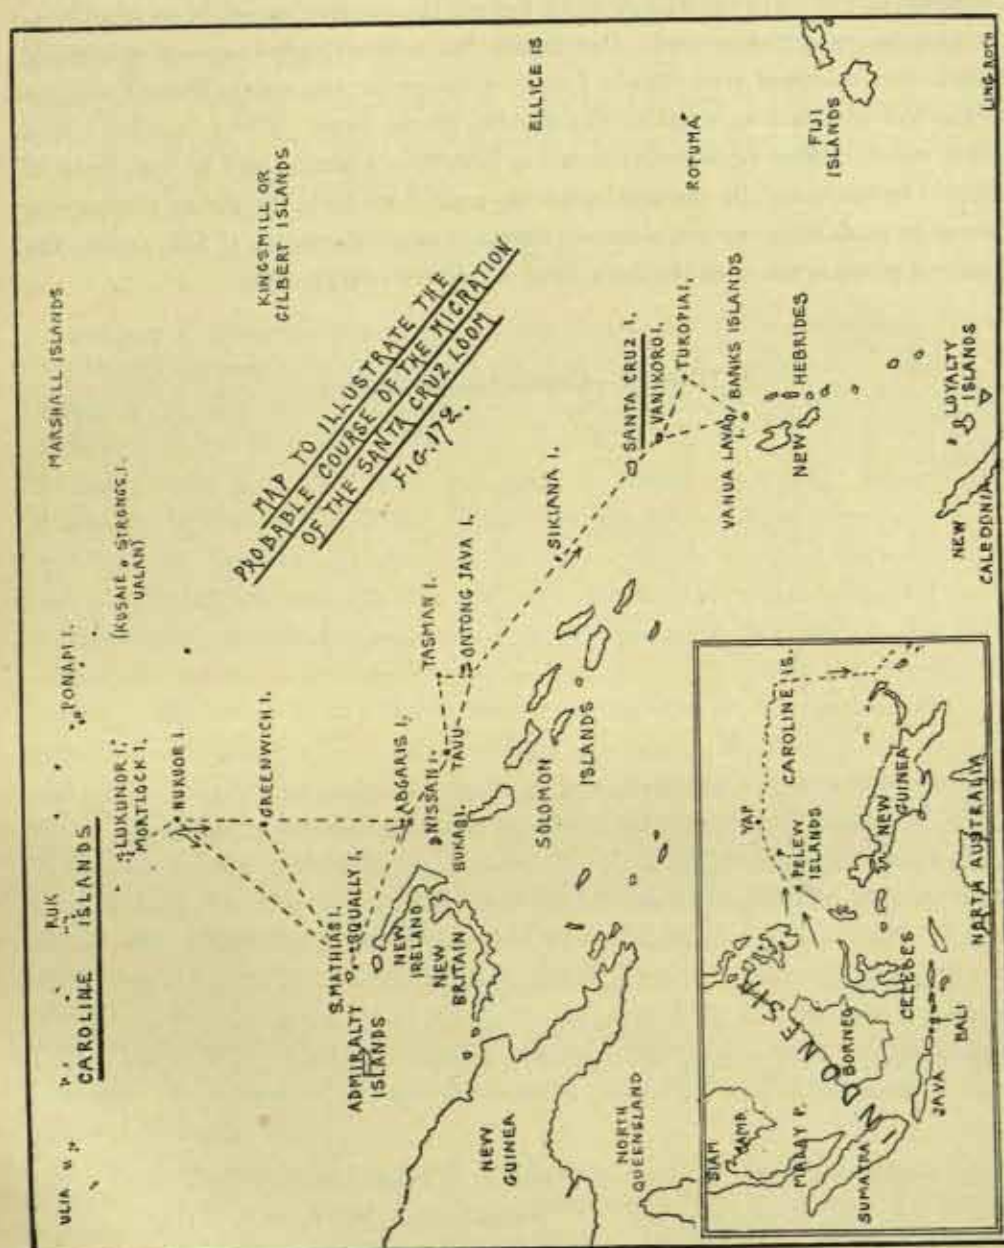 MAP TO ILLUSTRATE THE
PROBABLE COURSE OF THE MIGRATION
OF THE SANTA CRUZ LOOM
FIG. 172.
ULIA
RUK
CAROLINE ISLANDS
LUKUNOR I.
MORTLOCK I.
PONAPI I.
(KUSAIE STRONGS. I.
UALAN)
MARSHALL ISLANDS
KINGSMILL OR
GILBERT ISLANDS
ELLICE IS
NUKUOR I.
GREENWICH I.
S. MATHIAS I.
SQUALLY I.
ADMIRALTY
ISLANDS
NEW
IRELAND
NEW
BRITAIN
ABGARIS I,
NISSAN I.
BUKA I.
TAVU
TASMAN I.
ONTONG JAVA I.
SIKIANA I.
SOLOMON
ISLANDS
SANTA CRUZ I.
VANIKORO I.
TUKOPIA I,
VANUA LAVA
BANKS ISLANDS
NEW HEBRIDES
ROTUMA
FIJI
ISLANDS
NEW
GUINEA
NORTH
QUEENSLAND
NEW
CALEDONIA
LOYALTY
ISLANDS
LING ROTH
SIAM
MALAY P.
SUMATRA
INDONESIA
BORNEO
CELEBES
JAVA
BALI
YAP
PELEW
ISLANDS
CAROLINE IS.
NEW
GUINEA
NORTH AUSTRALIA